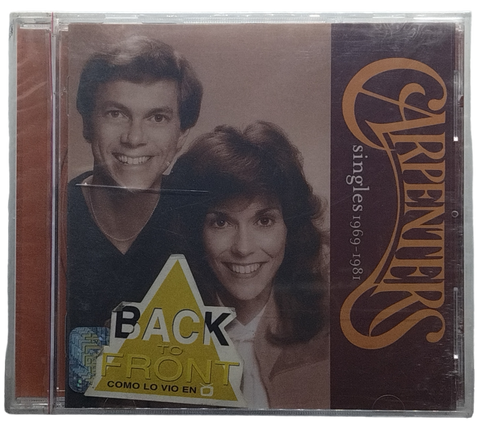 CARPENTERS
singles 1969-1981
BACK
TO
FRONT
COMO LO VIO EN